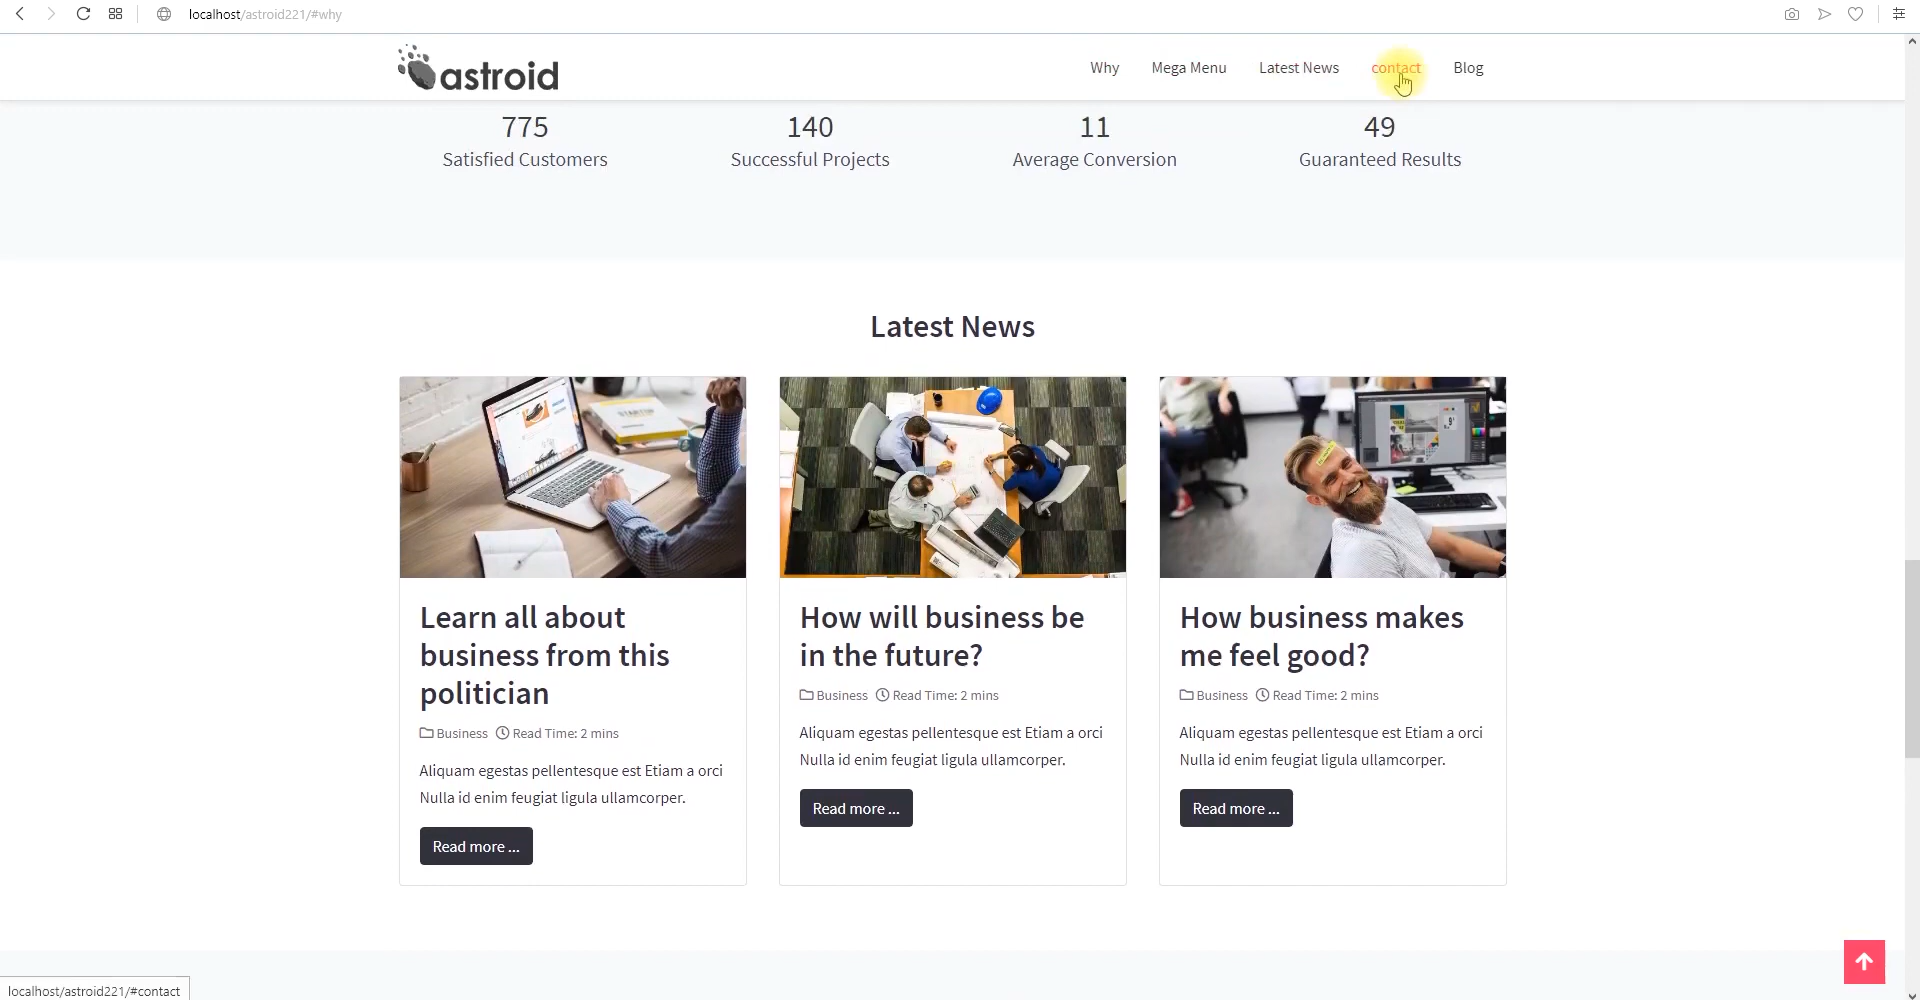 localhost/astroid221/#why
astroid
Why Mega Menu Latest News contact Blog
775 140 11 49
Satisfied Customers Successful Projects Average Conversion Guaranteed Results
Latest News
Learn all about
business from this
politician
Business Read Time: 2 mins
Aliquam egestas pellentesque est Etiam a orci
Nulla id enim feugiat ligula ullamcorper.
Read more ...
How will business be
in the future?
Business Read Time: 2 mins
Aliquam egestas pellentesque est Etiam a orci
Nulla id enim feugiat ligula ullamcorper.
Read more ...
How business makes
me feel good?
Business Read Time: 2 mins
Aliquam egestas pellentesque est Etiam a orci
Nulla id enim feugiat ligula ullamcorper.
Read more ...
localhost/astroid221/#contact